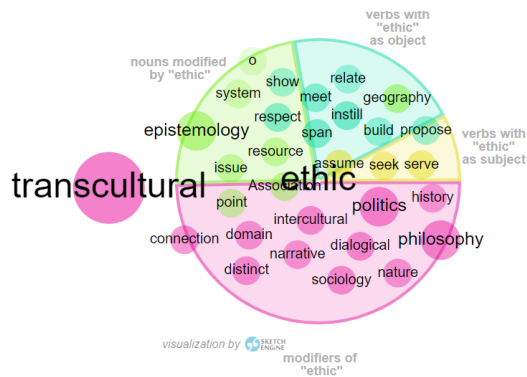 verbs with
"ethic"
as object
nouns modified
by "ethic"
o
show
relate
system
meet
geography
respect
instill
epistemology
span
build
propose
verbs with
"ethic"
as subject
resource
issue
assume
seek
serve
transcultural
Association
ethic
point
intercultural
politics
history
connection
domain
narrative
dialogical
philosophy
distinct
sociology
nature
visualization by SKETCH
ENGINE
modifiers of
"ethic"